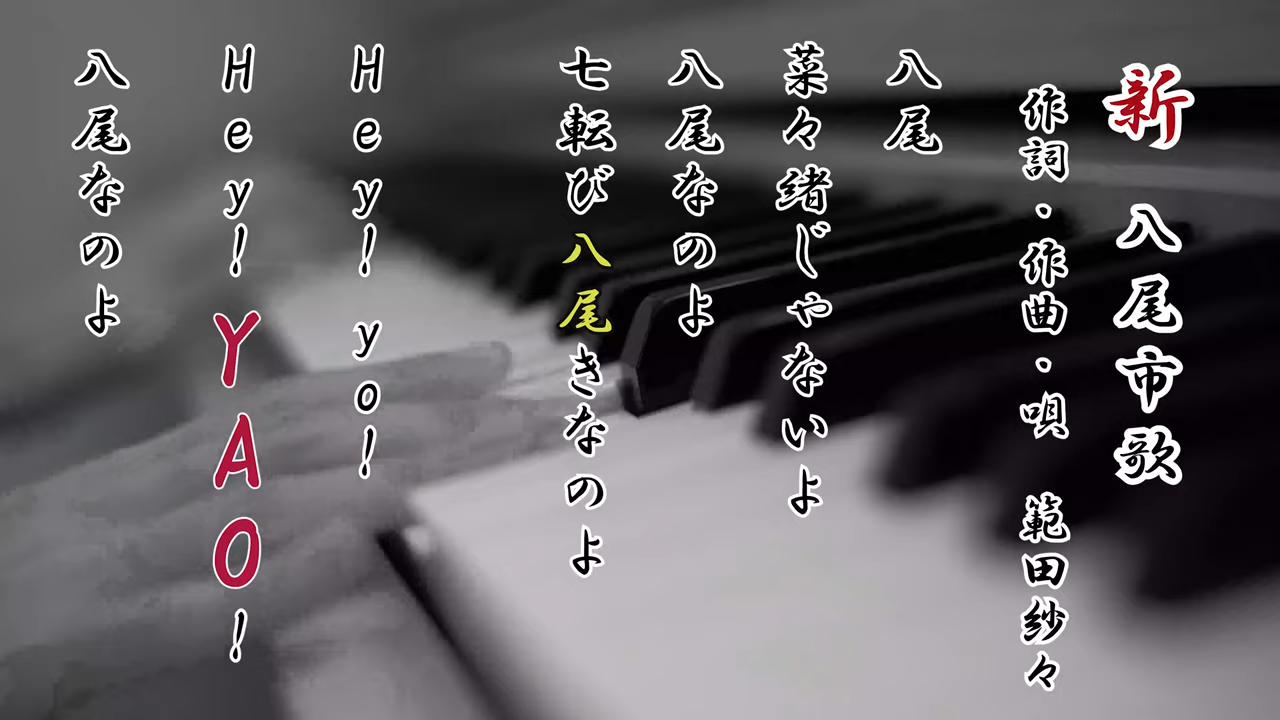 新 八尾市歌
作詞・作曲・唄 範田紗々
八尾
菜々緒じゃないよ
八尾なのよ
七転び八尾きなのよ
Hey! yo!
Hey! YAO!
八尾なのよ